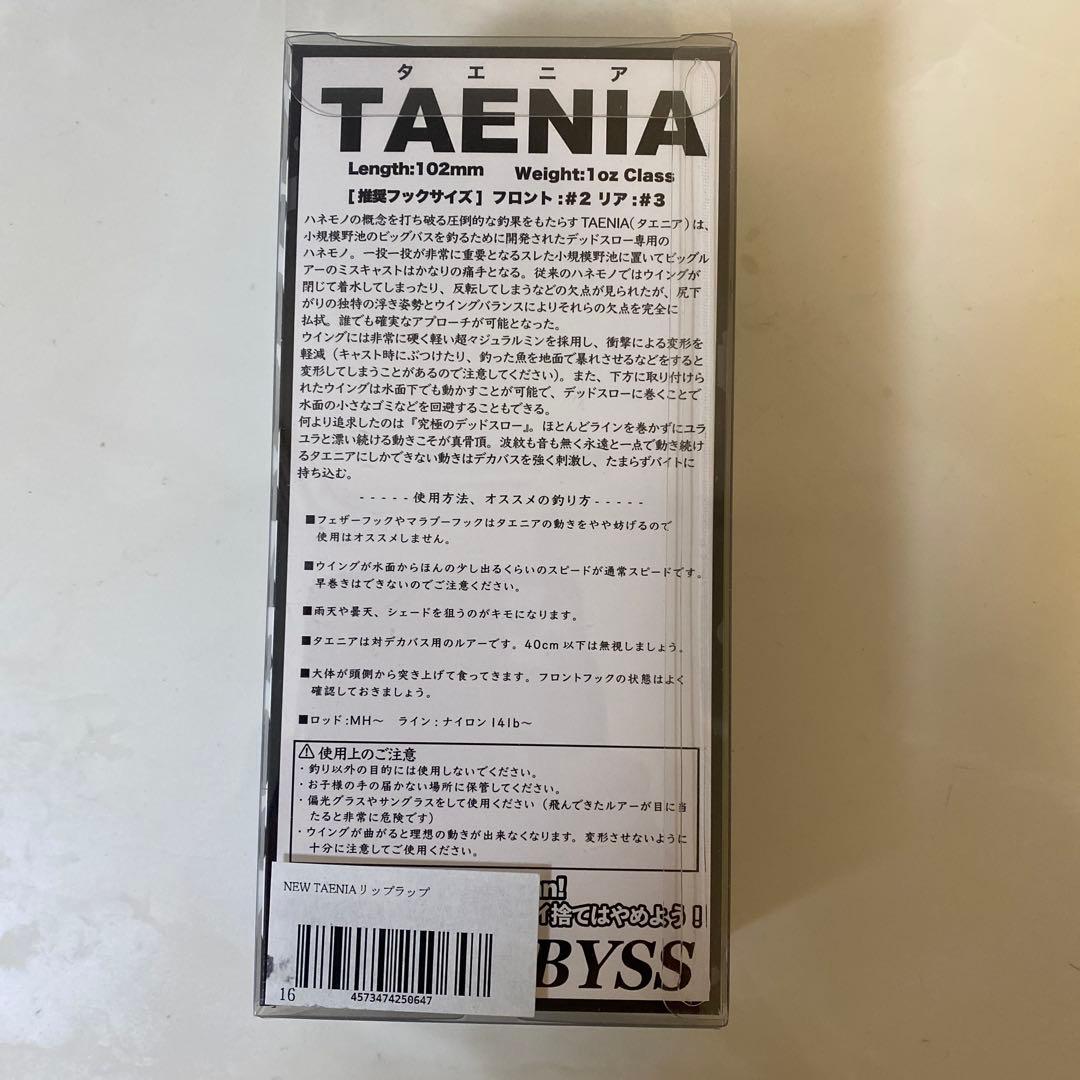 タエニア
TAENIA
Length:102mm Weight:1oz Class
[推奨フックサイズ] フロント:#2 リア:#3
ハネモノの概念を打ち破る圧倒的な釣果をもたらすTAENIA(タエニア)は、
小規模野池のビッグバスを釣るために開発されたデッドスロー専用の
ハネモノ。一投一投が非常に重要となるスレた小規模野池に置いてビッグル
アーのミスキャストはかなりの痛手となる。従来のハネモノではウイングが
閉じて着水してしまったり、反転してしまうなどの欠点が見られたが、尻下
がりの独特の浮き姿勢とウイングバランスによりそれらの欠点を完全に
払拭。誰でも確実なアプローチが可能となった。
ウイングには非常に硬く軽い超々ジュラルミンを採用し、衝撃による変形を
軽減（キャスト時にぶつけたり、釣った魚を地面で暴れさせるなどをすると
変形してしまうことがあるので注意してください）。また、下方に取り付けら
れたウイングは水面下でも動かすことが可能で、デッドスローに巻くことで
水面の小さなゴミなどを回避することもできる。
何より追求したのは『究極のデッドスロー』。ほとんどラインを巻かずにユラ
ユラと漂い続ける動きこそが真骨頂。波紋も音も無く永遠と一点で動き続け
るタエニアにしかできない動きはデカバスを強く刺激し、たまらずバイトに
持ち込む。
-----使用方法、オススメの釣り方-----
■フェザーフックやマラブーフックはタエニアの動きをやや妨げるので
使用はオススメしません。
■ウイングが水面からほんの少し出るくらいのスピードが通常スピードです。
早巻きはできないのでご注意ください。
■雨天や曇天、シェードを狙うのがキモになります。
■タエニアは対デカバス用のルアーです。40cm以下は無視しましょう。
■大体が頭側から突き上げて食ってきます。フロントフックの状態はよく
確認しておきましょう。
■ロッド:MH〜 ライン:ナイロン14lb〜
⚠使用上のご注意
・釣り以外の目的には使用しないでください。
・お子様の手の届かない場所に保管してください。
・偏光グラスやサングラスをして使用ください（飛んできたルアーが目に当
たると非常に危険です）
・ウイングが曲がると理想の動きが出来なくなります。変形させないように
十分に注意してご使用ください。
n!
イ捨てはやめよう！
BYSS
NEW TAENIAリップラップ
16
4573474250647